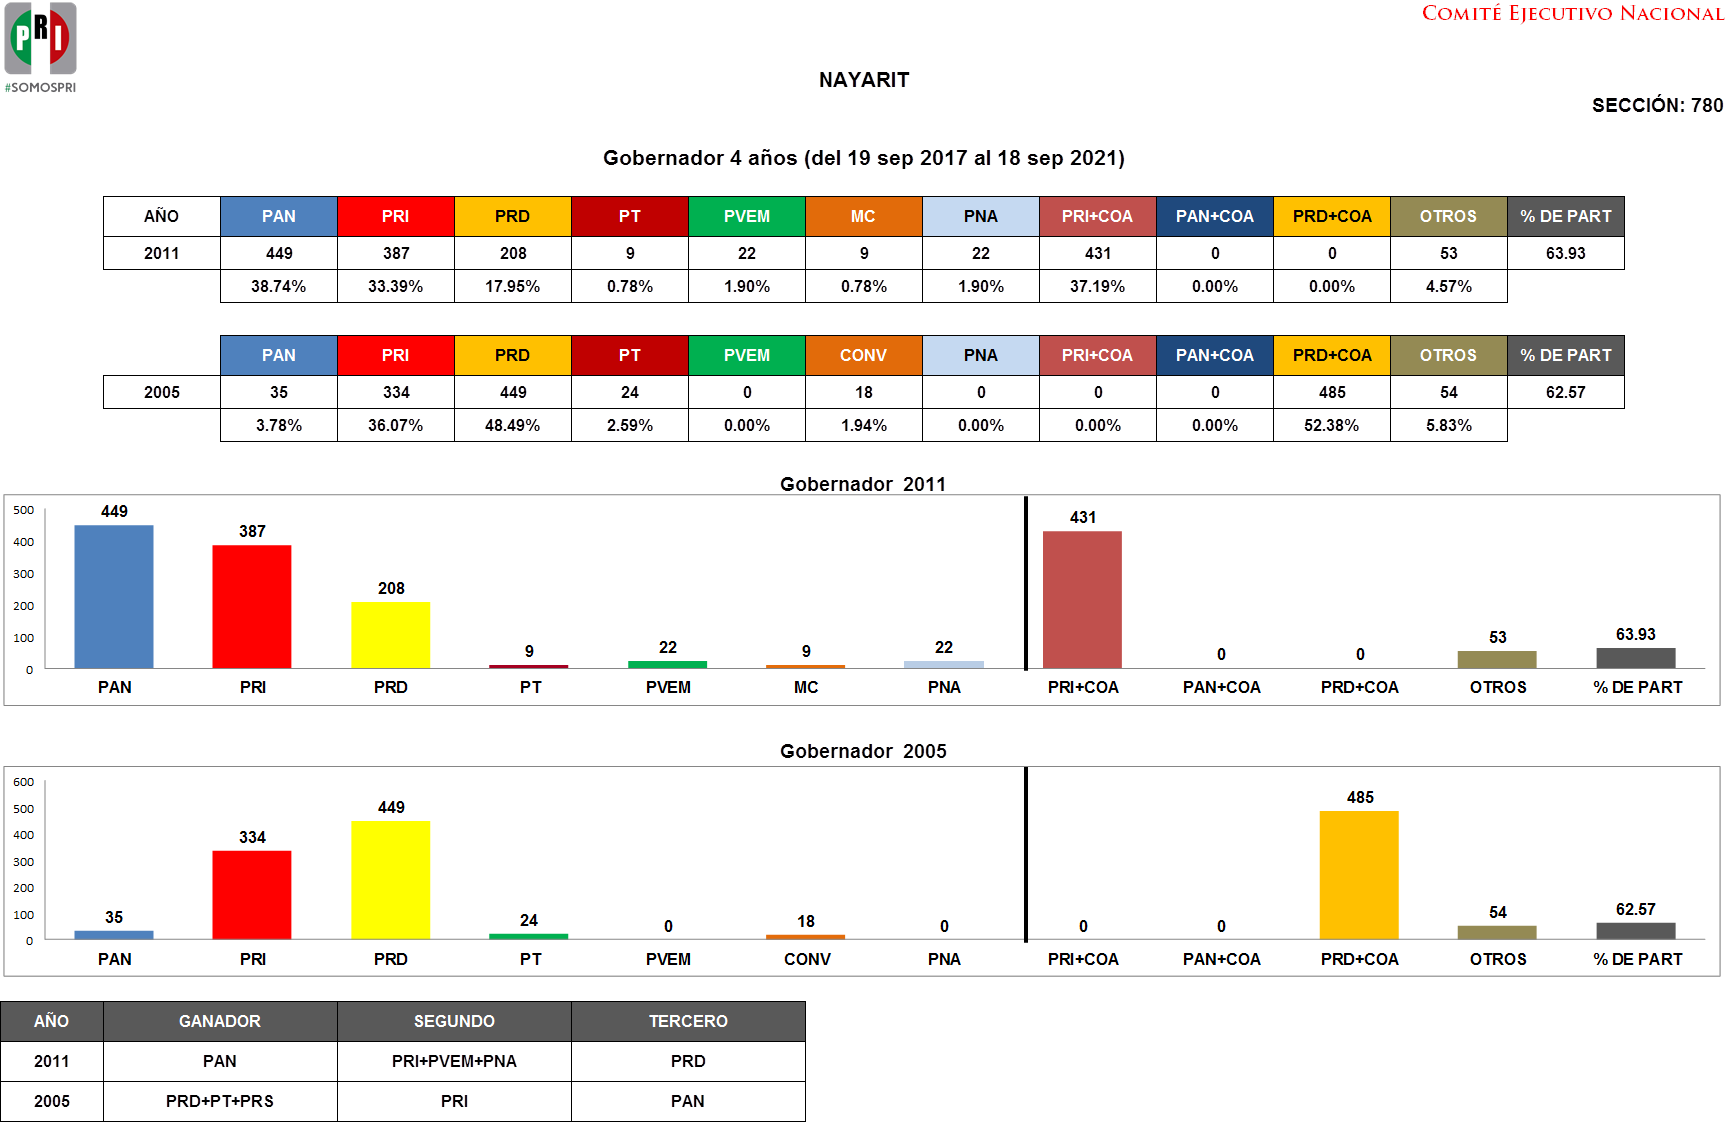 PRI
#SOMOSPRI
COMITÉ EJECUTIVO NACIONAL
NAYARIT
SECCIÓN: 780
Gobernador 4 años (del 19 sep 2017 al 18 sep 2021)
AÑO PAN PRI PRD PT PVEM MC PNA PRI+COA PAN+COA PRD+COA OTROS % DE PART
2011 449 387 208 9 22 9 22 431 0 0 53 63.93
38.74% 33.39% 17.95% 0.78% 1.90% 0.78% 1.90% 37.19% 0.00% 0.00% 4.57%
PAN PRI PRD PT PVEM CONV PNA PRI+COA PAN+COA PRD+COA OTROS % DE PART
2005 35 334 449 24 0 18 0 0 0 485 54 62.57
3.78% 36.07% 48.49% 2.59% 0.00% 1.94% 0.00% 0.00% 0.00% 52.38% 5.83%
Gobernador 2011
500
400
300
200
100
0
449 387 208 9 22 9 22 431 0 0 53 63.93
PAN PRI PRD PT PVEM MC PNA PRI+COA PAN+COA PRD+COA OTROS % DE PART
Gobernador 2005
600
500
400
300
200
100
0
35 334 449 24 0 18 0 0 0 485 54 62.57
PAN PRI PRD PT PVEM CONV PNA PRI+COA PAN+COA PRD+COA OTROS % DE PART
AÑO GANADOR SEGUNDO TERCERO
2011 PAN PRI+PVEM+PNA PRD
2005 PRD+PT+PRS PRI PAN